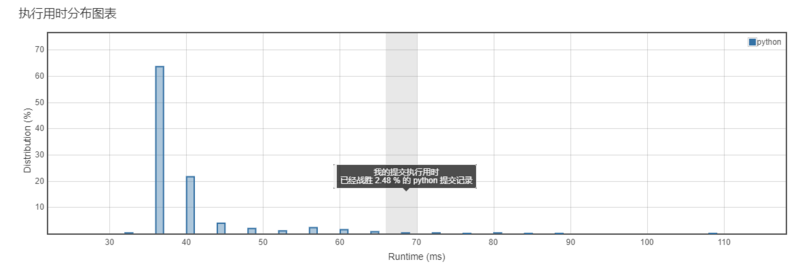 执行用时分布图表
python
70
60
50
40
30
20
10
Distribution (%)
我的提交执行用时
已经战胜 2.48 % 的 python 提交记录
30 40 50 60 70 80 90 100 110
Runtime (ms)